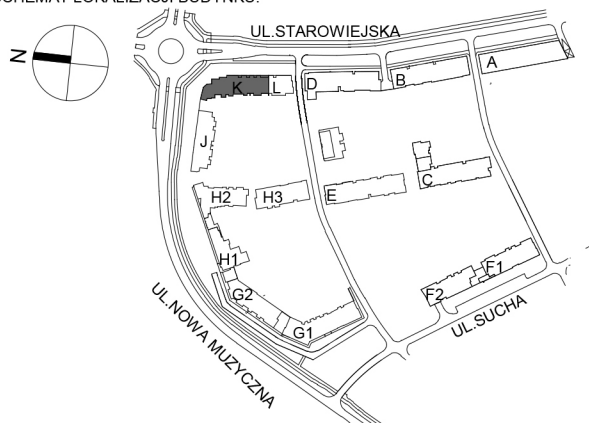 SCHEMAT LOKALIZACJI BUDYNKU:
UL.STAROWIEJSKA
N
K
L
D
B
A
J
H2
H3
E
C
H1
G2
G1
F2
F1
UL.NOWA MUZYCZNA
UL.SUCHA